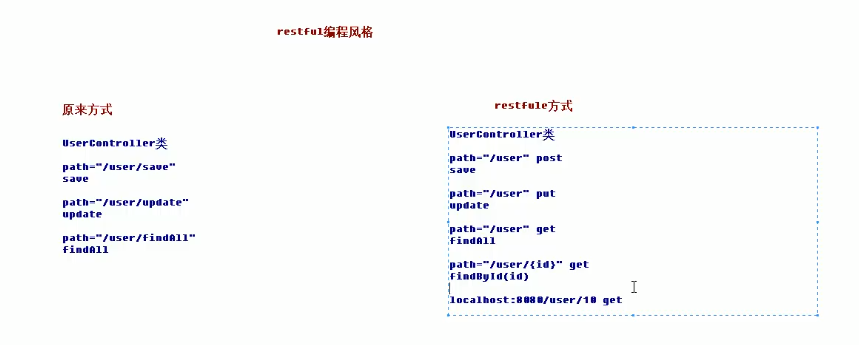 restful编程风格
原来方式
UserController类
path="/user/save"
save
path="/user/update"
update
path="/user/findAll"
findAll
restfule方式
UserController类
path="/user" post
save
path="/user" put
update
path="/user" get
findAll
path="/user/{id}" get
findById(id)
localhost:8080/user/10 get